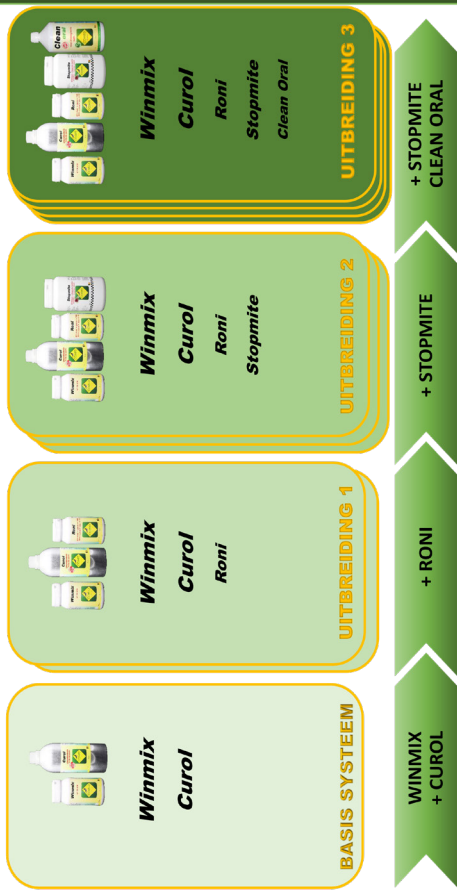 Winmix
Curol
BASIS SYSTEEM
Winmix
Curol
Roni
UITBREIDING 1
Winmix
Curol
Roni
Stopmite
UITBREIDING 2
Clean
Winmix
Curol
Roni
Stopmite
Clean Oral
UITBREIDING 3
WINMIX
+ CUROL
+ RONI
+ STOPMITE
+ STOPMITE
CLEAN ORAL